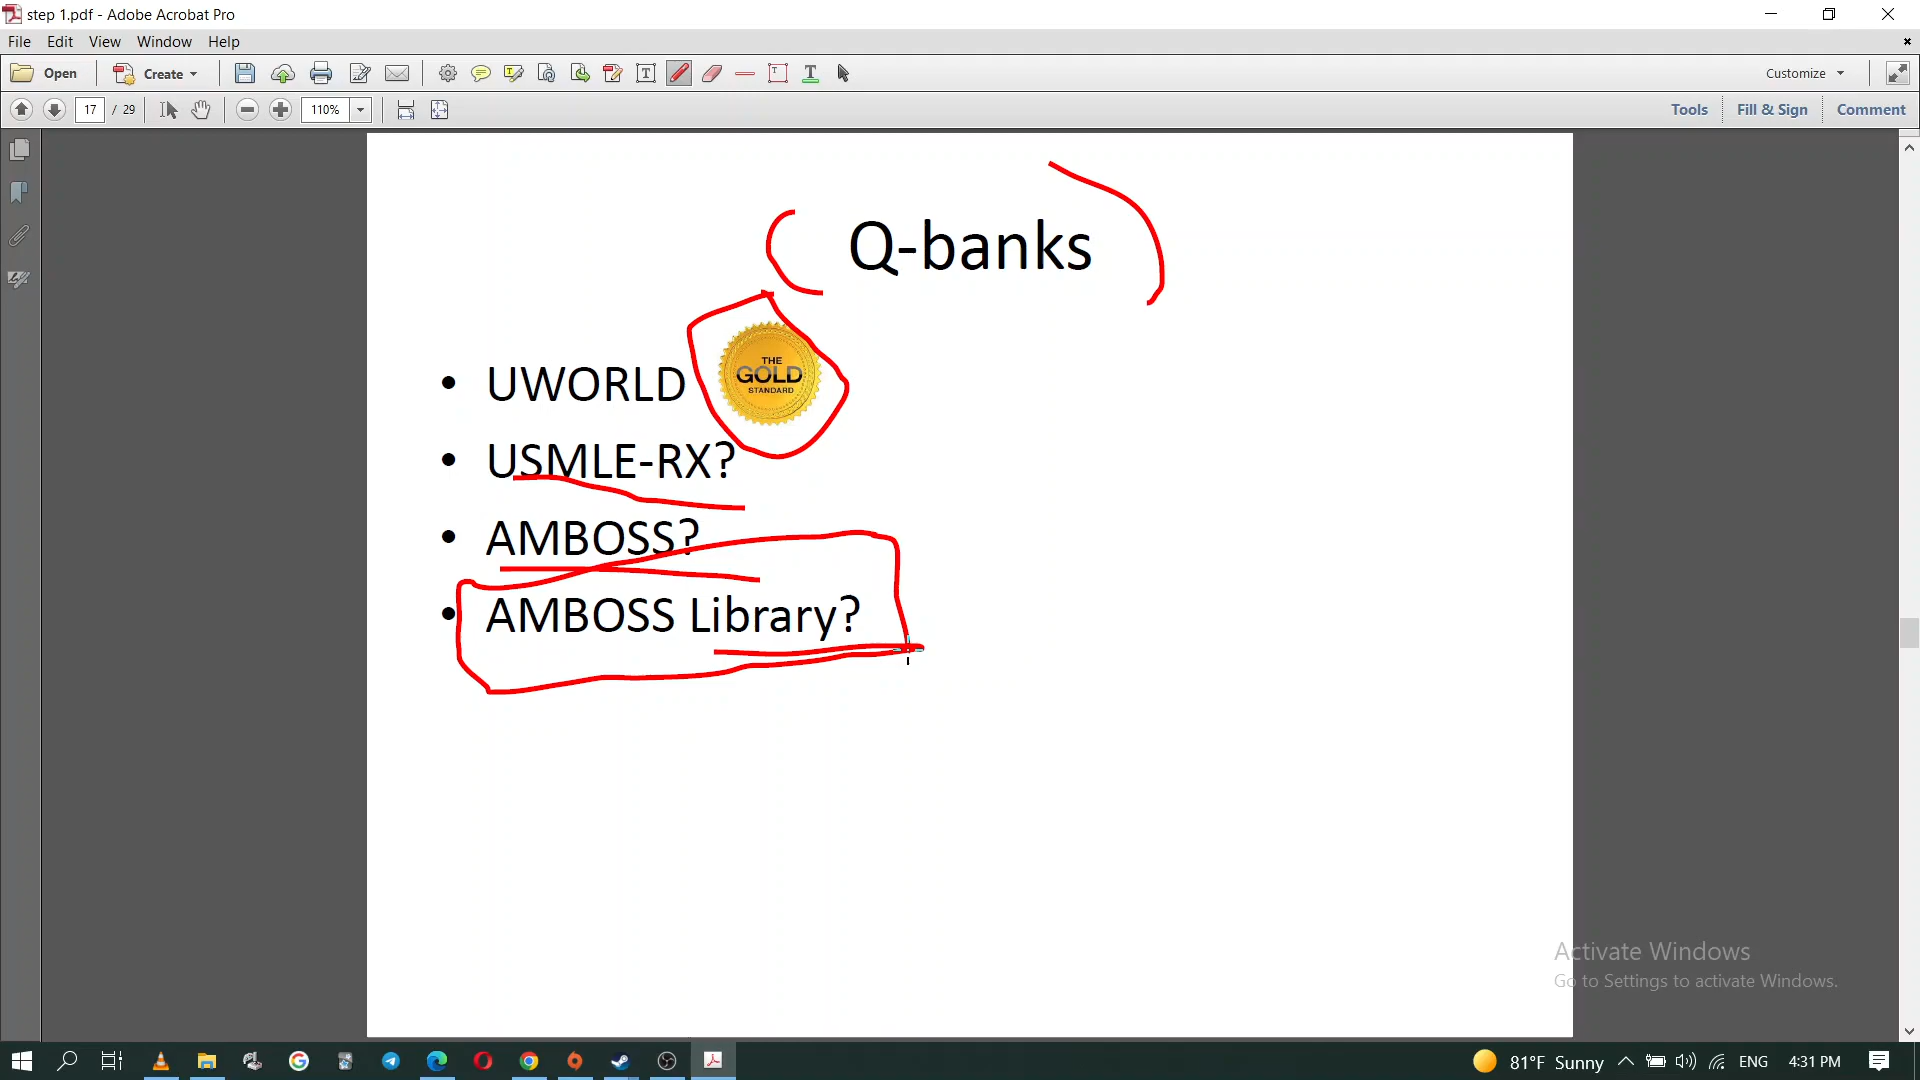 step 1.pdf - Adobe Acrobat Pro
File Edit View Window Help
Open Create Customize
17 / 29 110% Tools Fill & Sign Comment
Q-banks
THE
GOLD
STANDARD
• UWORLD
• USMLE-RX?
• AMBOSS?
• AMBOSS Library?
Activate Windows
Go to Settings to activate Windows.
81°F Sunny ENG 4:31 PM